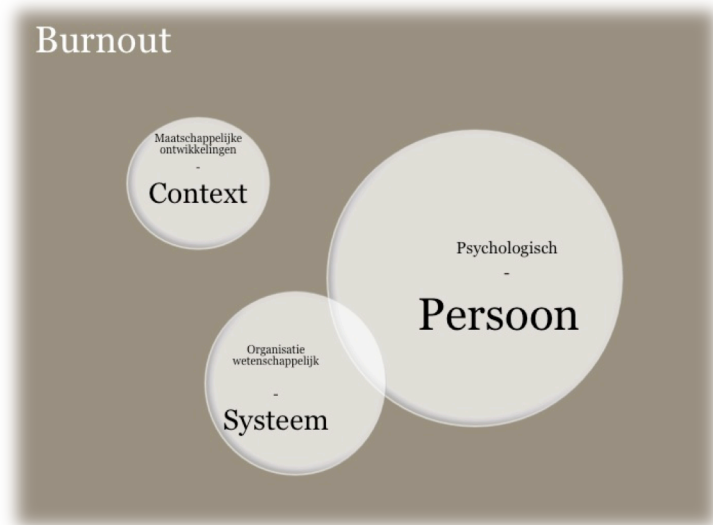 Burnout
Maatschappelijke
ontwikkelingen
-
Context
Psychologisch
-
Persoon
Organisatie
wetenschappelijk
-
Systeem